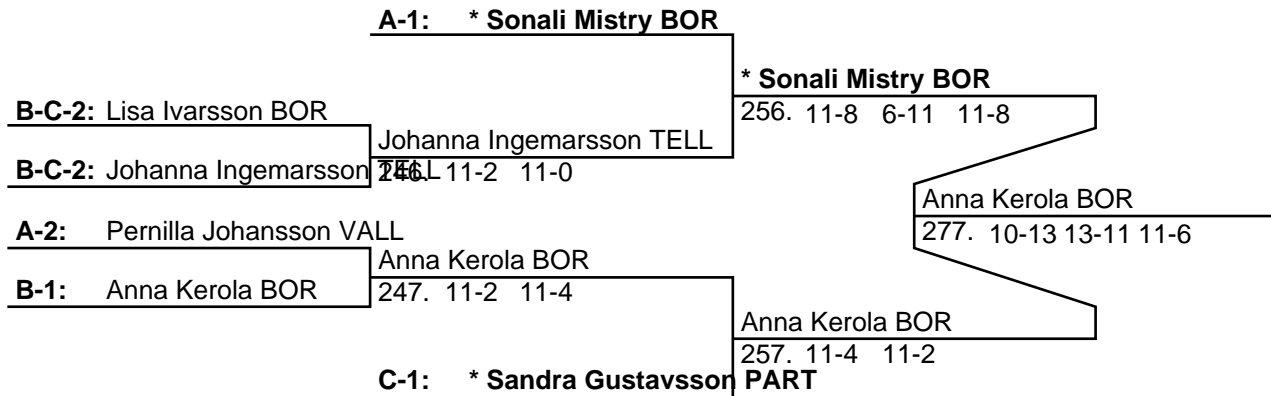 A-1: * Sonali Mistry BOR
* Sonali Mistry BOR
256. 11-8 6-11 11-8
B-C-2: Lisa Ivarsson BOR
Johanna Ingemarsson TELL
B-C-2: Johanna Ingemarsson TELL
246. 11-2 11-0
Anna Kerola BOR
277. 10-13 13-11 11-6
A-2: Pernilla Johansson VALL
Anna Kerola BOR
B-1: Anna Kerola BOR
247. 11-2 11-4
Anna Kerola BOR
257. 11-4 11-2
C-1: * Sandra Gustavsson PART